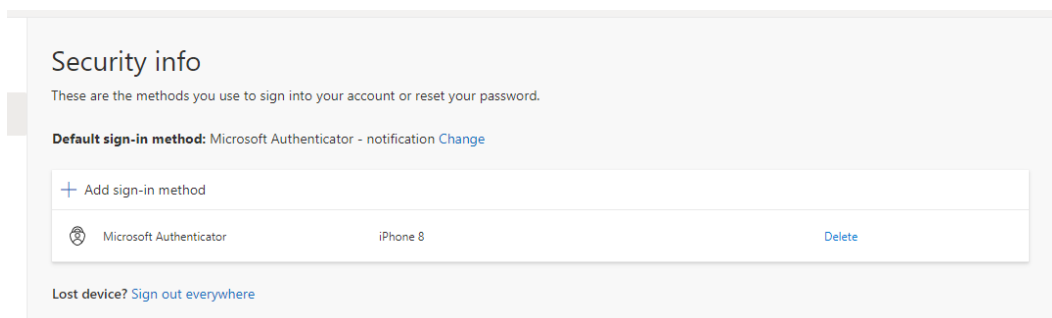 Security info
These are the methods you use to sign into your account or reset your password.
Default sign-in method: Microsoft Authenticator - notification Change
Add sign-in method
Microsoft Authenticator iPhone 8 Delete
Lost device? Sign out everywhere